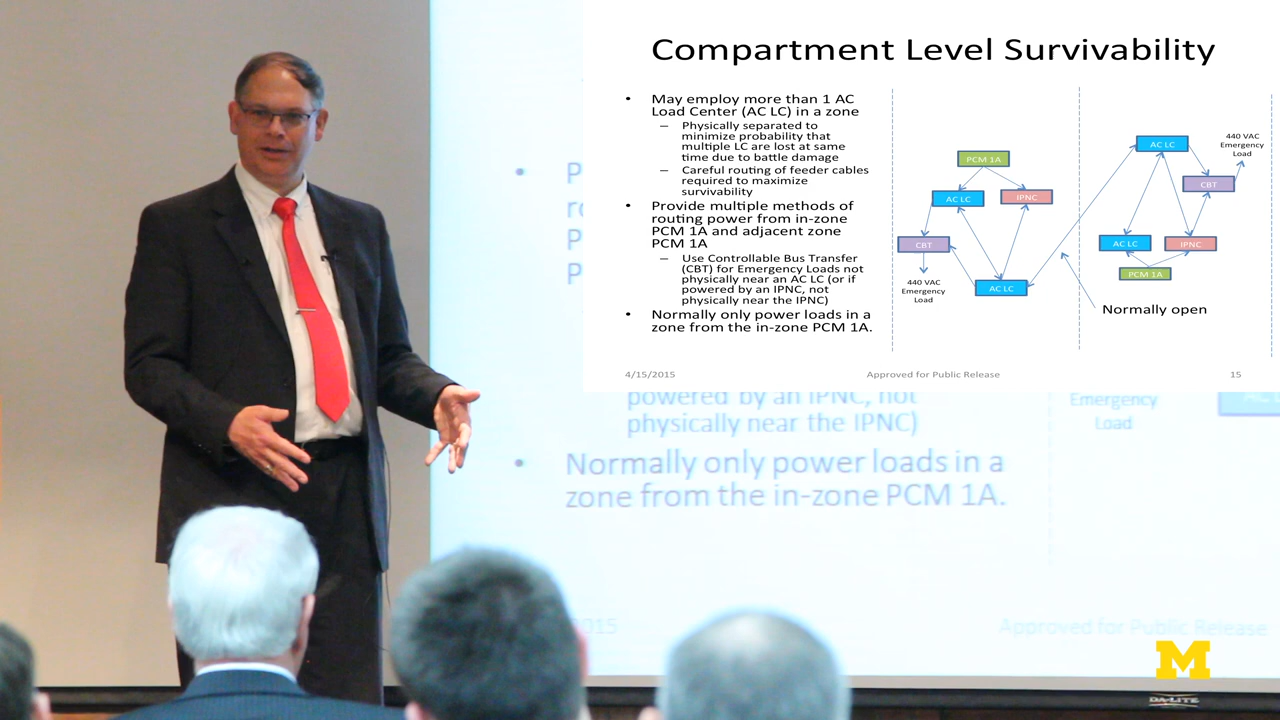 Compartment Level Survivability
• May employ more than 1 AC
Load Center (AC LC) in a zone
– Physically separated to
minimize probability that
multiple LC are lost at same
time due to battle damage
– Careful routing of feeder cables
required to maximize
survivability
• Provide multiple methods of
routing power from in-zone
PCM 1A and adjacent zone
PCM 1A
– Use Controllable Bus Transfer
(CBT) for Emergency Loads not
physically near an AC LC (or if
powered by an IPNC, not
physically near the IPNC)
• Normally only power loads in a
zone from the in-zone PCM 1A.
PCM 1A
AC LC
IPNC
CBT
440 VAC
Emergency
Load
AC LC
AC LC
440 VAC
Emergency
Load
CBT
AC LC
IPNC
PCM 1A
Normally open
4/15/2015
Approved for Public Release
15
• P
P
P
powered by an IPNC, not
physically near the IPNC)
• Normally only power loads in a
zone from the in-zone PCM 1A.
Emergency
Load
2015
Approved for Public Release
M
DA-LITE